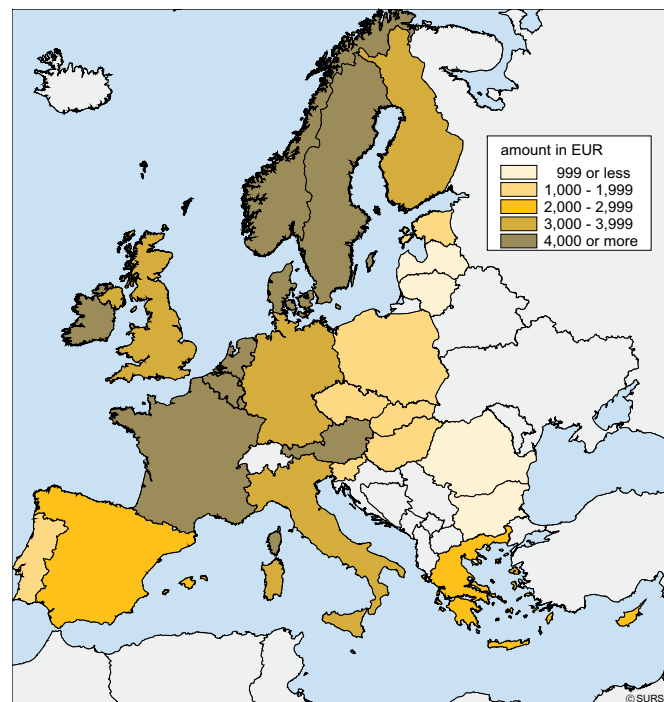 amount in EUR
999 or less
1,000 - 1,999
2,000 - 2,999
3,000 - 3,999
4,000 or more
© SURS